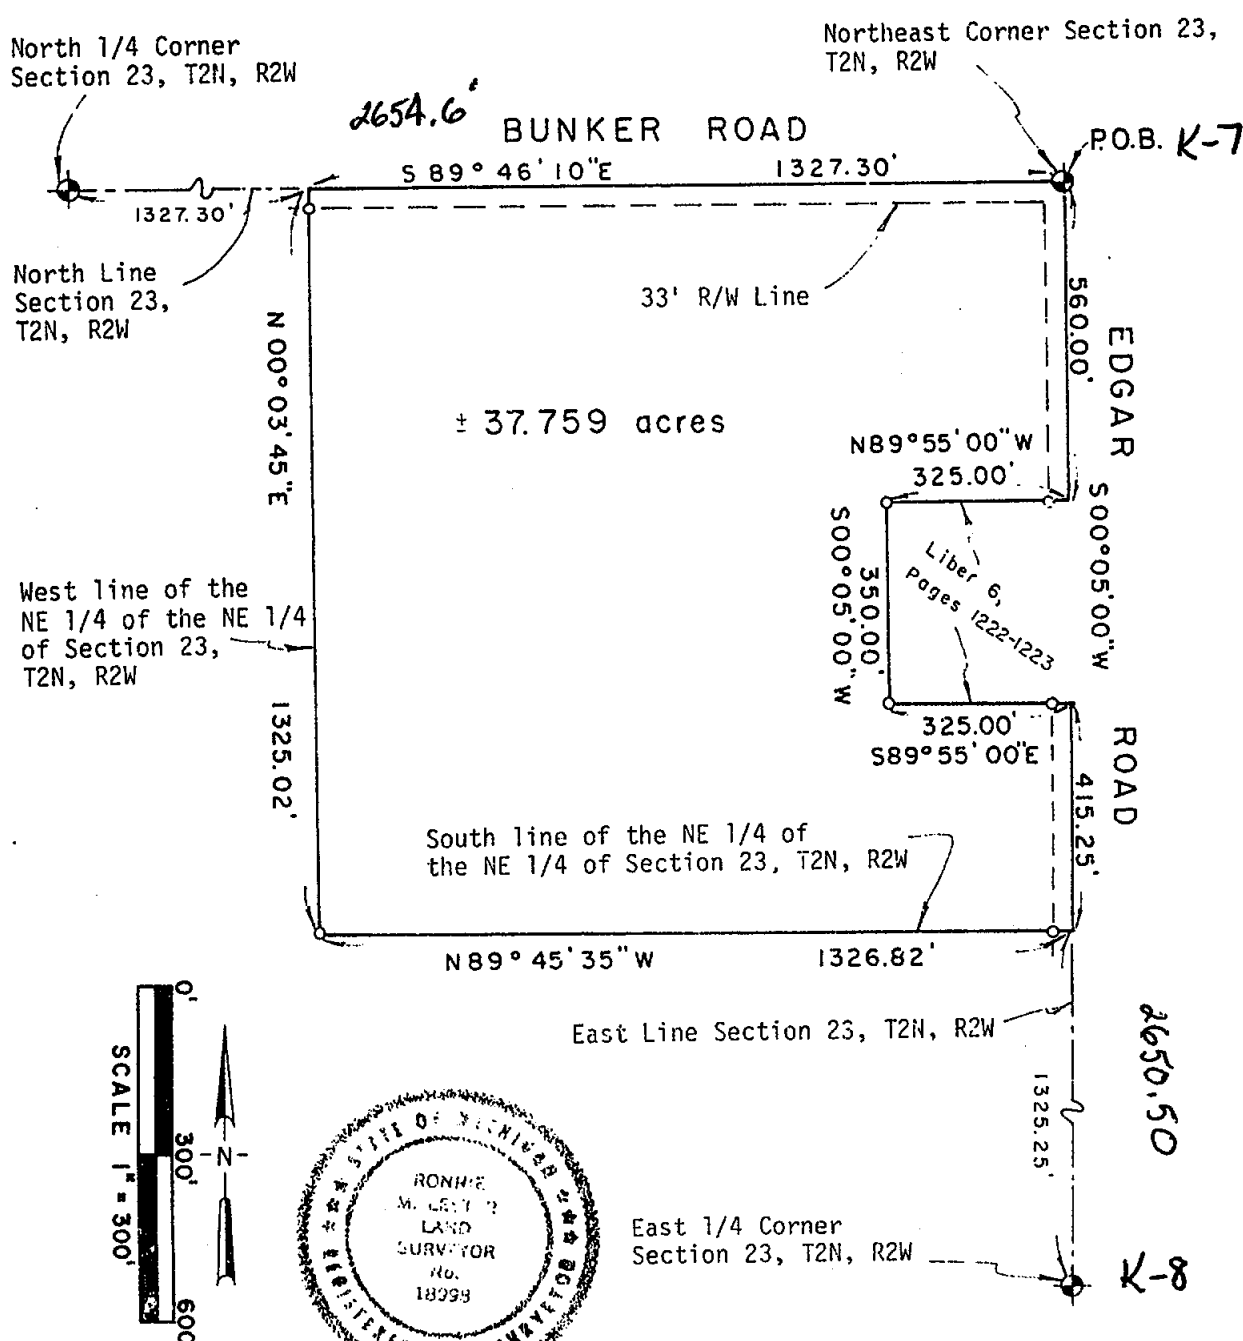 North 1/4 Corner
Section 23, T2N, R2W
Northeast Corner Section 23,
T2N, R2W
2654.6'
BUNKER ROAD
P.O.B. K-7
S 89° 46' 10"E 1327.30'
1327.30'
North Line
Section 23,
T2N, R2W
33' R/W Line
560.00'
EDGAR
N 00° 03' 45"E
± 37.759 acres
N89°55'00"W
325.00'
S00°05'00"W
S00°05'00"W
350.00'
Liber 6,
Pages 1222-1223
West line of the
NE 1/4 of the NE 1/4
of Section 23,
T2N, R2W
1325.02'
325.00'
S89°55'00"E
ROAD
415.25'
South line of the NE 1/4 of
the NE 1/4 of Section 23, T2N, R2W
N89° 45' 35" W 1326.82'
East Line Section 23, T2N, R2W
2650.50
1325.25'
0'
300'
600
SCALE 1" = 300'
N
STATE OF MICHIGAN
REGISTERED
RONNIE
M.
LAND
SURVEYOR
No.
East 1/4 Corner
Section 23, T2N, R2W
K-8